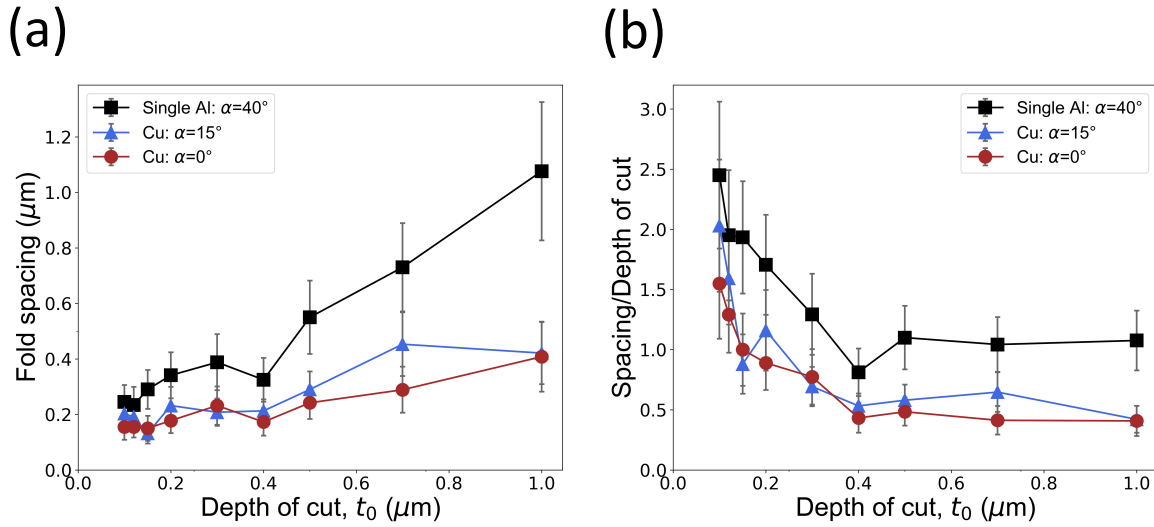 (a)
(b)
Single Al: α=40°
Cu: α=15°
Cu: α=0°
Fold spacing (μm)
1.2
1.0
0.8
0.6
0.4
0.2
0.0
0.0 0.2 0.4 0.6 0.8 1.0
Depth of cut, t₀ (μm)
Single Al: α=40°
Cu: α=15°
Cu: α=0°
Spacing/Depth of cut
3.0
2.5
2.0
1.5
1.0
0.5
0.0
0.0 0.2 0.4 0.6 0.8 1.0
Depth of cut, t₀ (μm)